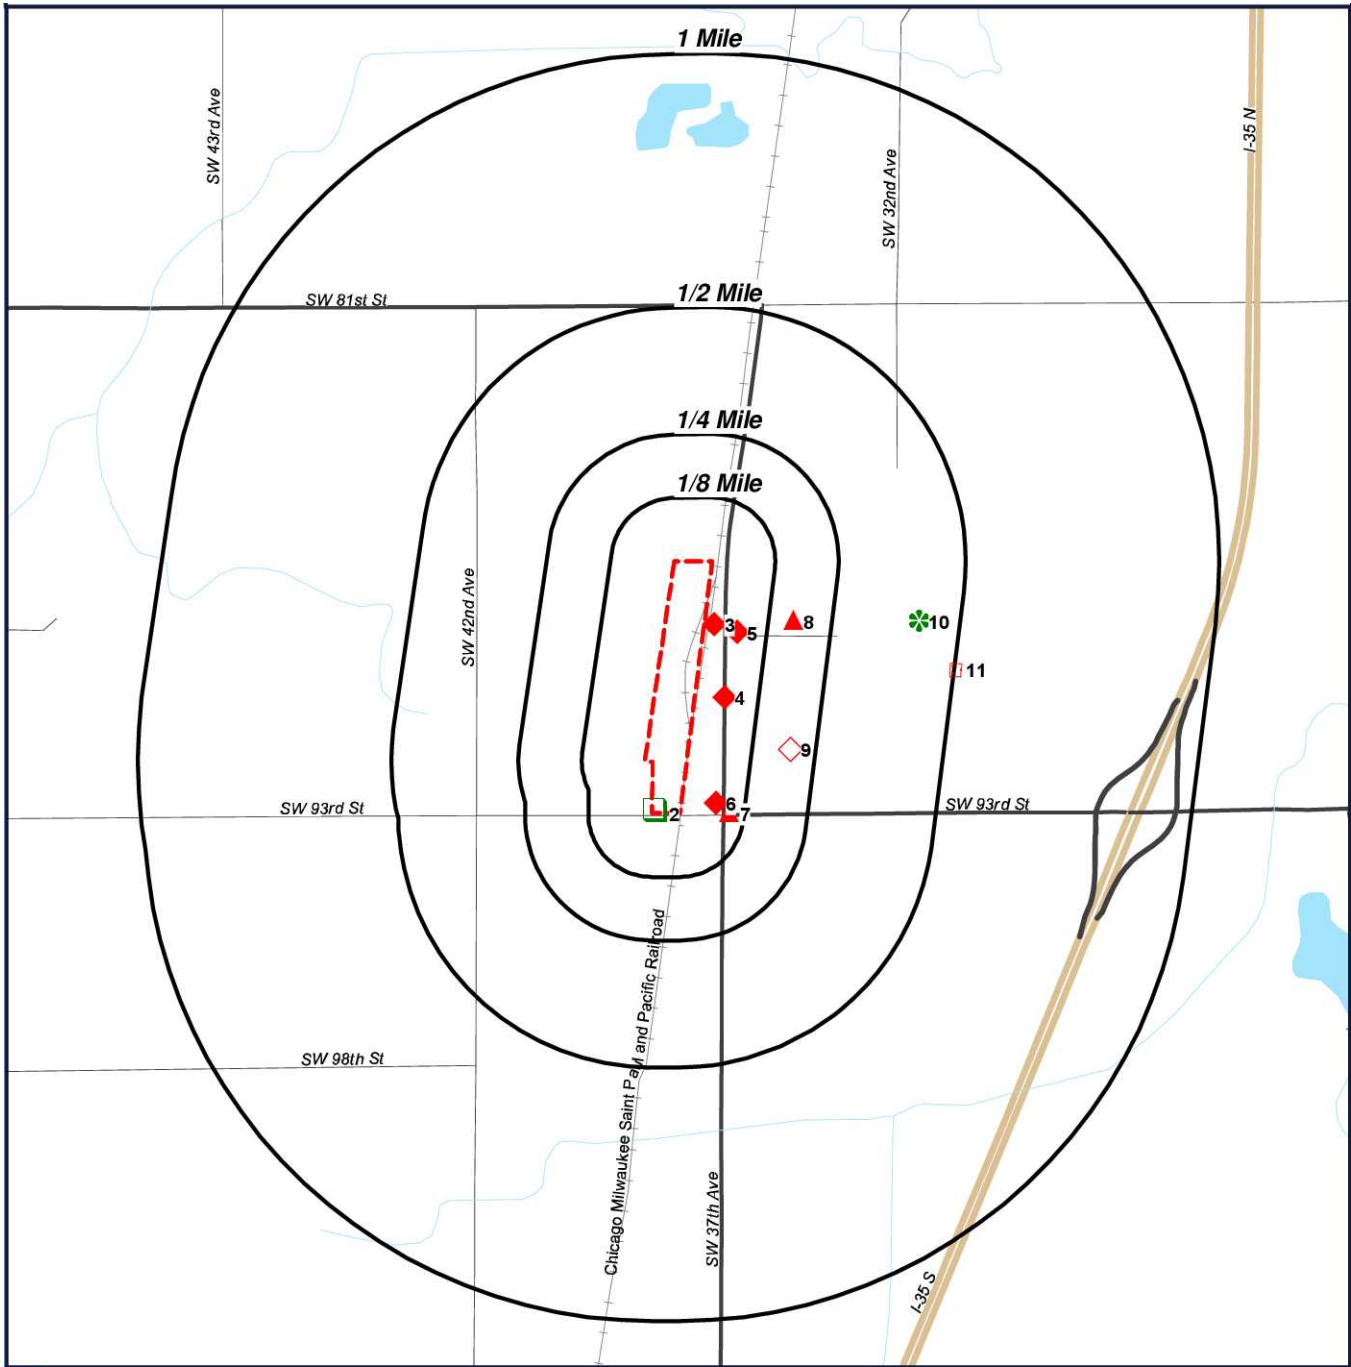 1 Mile
SW 43rd Ave
I-35 N
SW 32nd Ave
1/2 Mile
SW 81st St
1/4 Mile
1/8 Mile
SW 42nd Ave
3
5
8
10
11
4
9
6
2
7
SW 93rd St
SW 93rd St
Chicago Milwaukee Saint Paul and Pacific Railroad
SW 98th St
SW 37th Ave
I-35 S